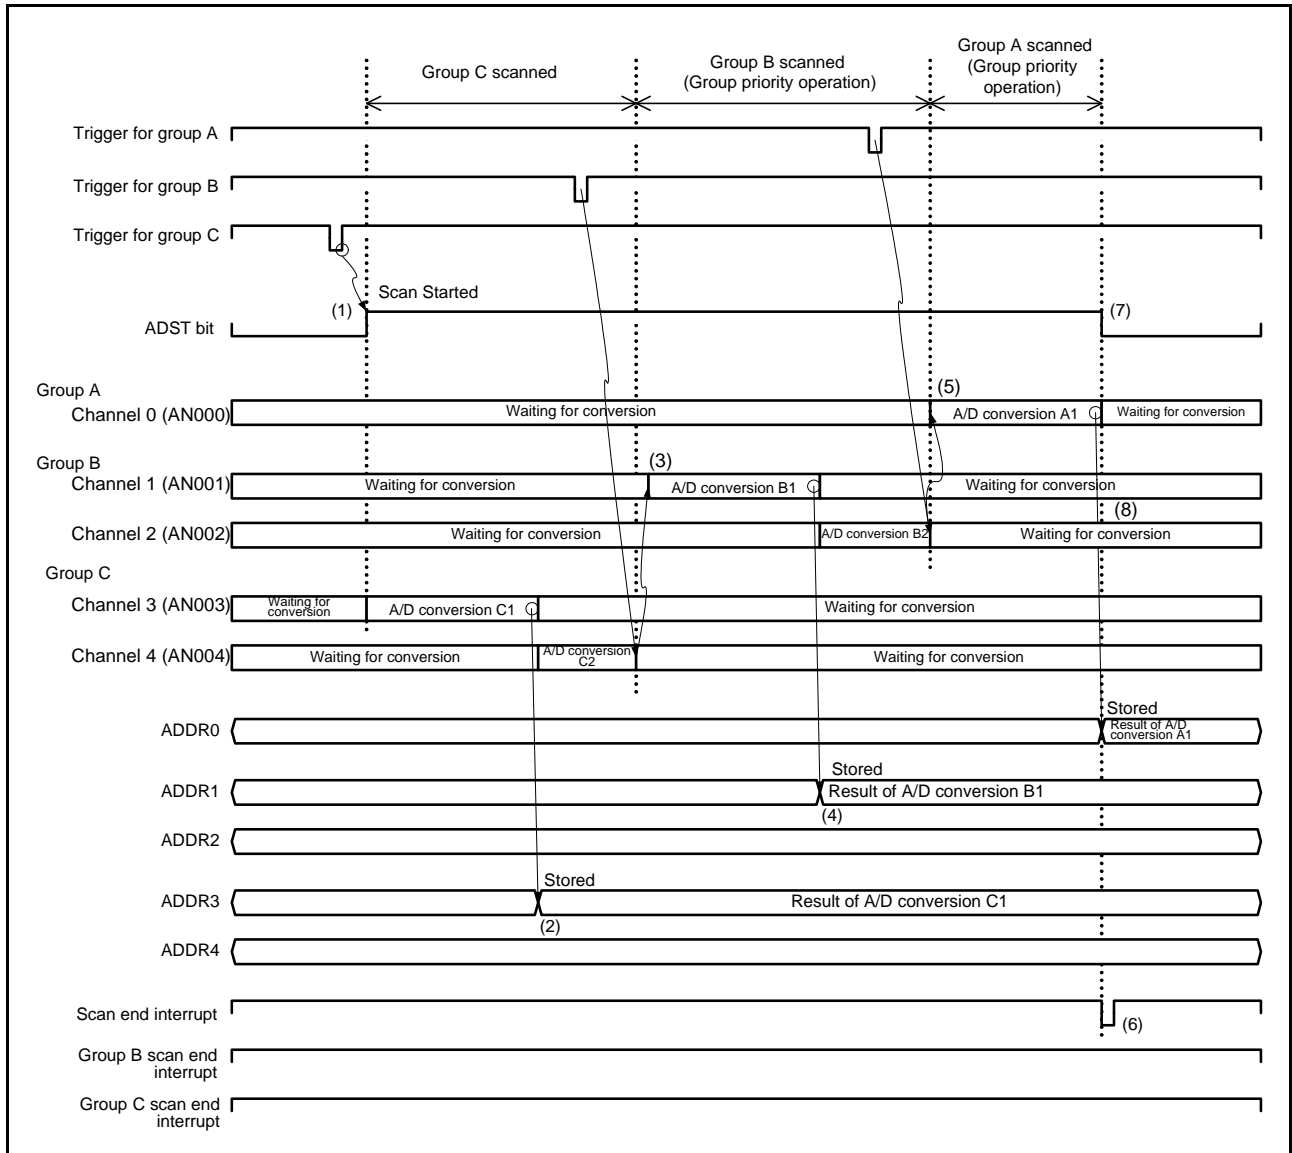 Group C scanned
Group B scanned
(Group priority operation)
Group A scanned
(Group priority
operation)
Trigger for group A
Trigger for group B
Trigger for group C
Scan Started
(1)
(7)
ADST bit
Group A
(5)
Channel 0 (AN000)
Waiting for conversion
A/D conversion A1
Waiting for conversion
Group B
(3)
Channel 1 (AN001)
Waiting for conversion
A/D conversion B1
Waiting for conversion
(8)
Channel 2 (AN002)
Waiting for conversion
A/D conversion B2
Waiting for conversion
Group C
Channel 3 (AN003)
Waiting for
conversion
A/D conversion C1
Waiting for conversion
Channel 4 (AN004)
Waiting for conversion
A/D conversion
C2
Waiting for conversion
Stored
ADDR0
Result of A/D
conversion A1
Stored
ADDR1
Result of A/D conversion B1
(4)
ADDR2
Stored
ADDR3
Result of A/D conversion C1
(2)
ADDR4
Scan end interrupt
(6)
Group B scan end
interrupt
Group C scan end
interrupt